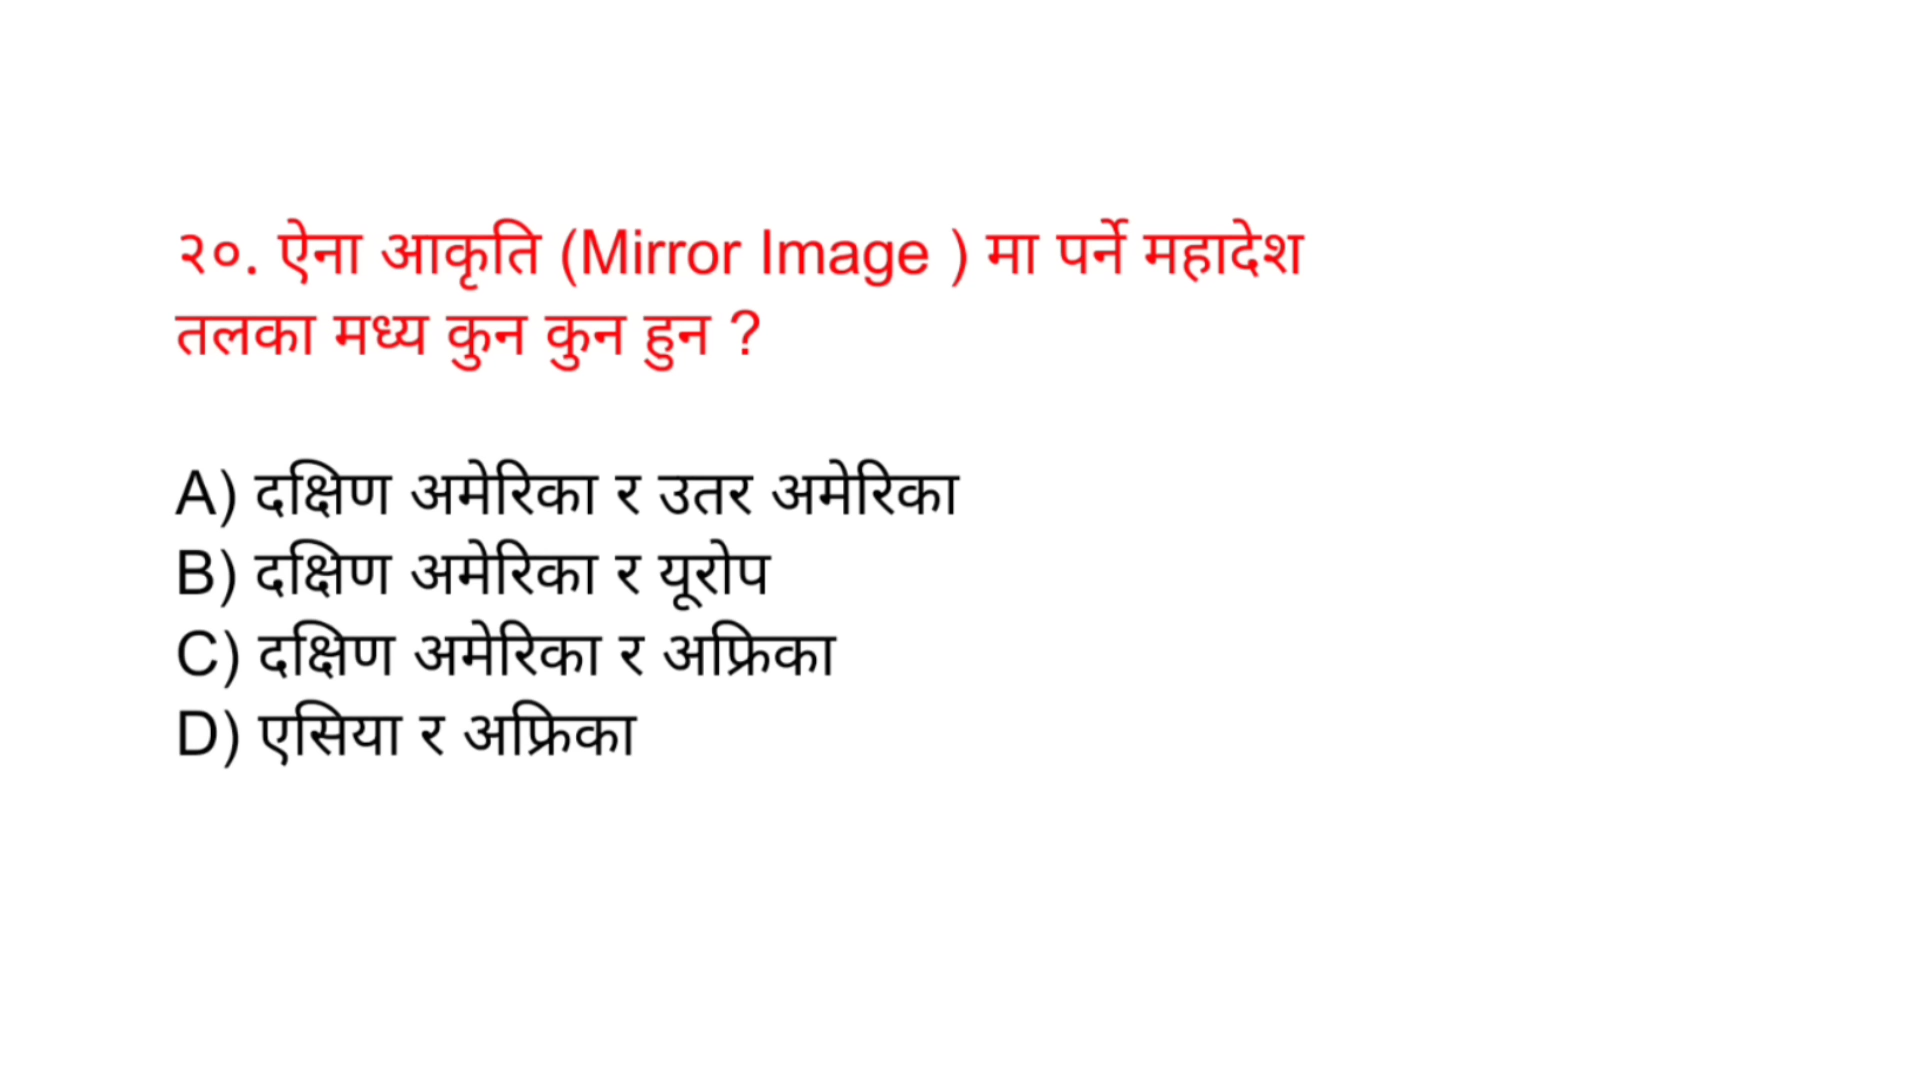 २०. ऐना आकृति (Mirror Image ) मा पर्ने महादेश
तलका मध्य कुन कुन हुन ?
A) दक्षिण अमेरिका र उतर अमेरिका
B) दक्षिण अमेरिका र यूरोप
C) दक्षिण अमेरिका र अफ्रिका
D) एसिया र अफ्रिका